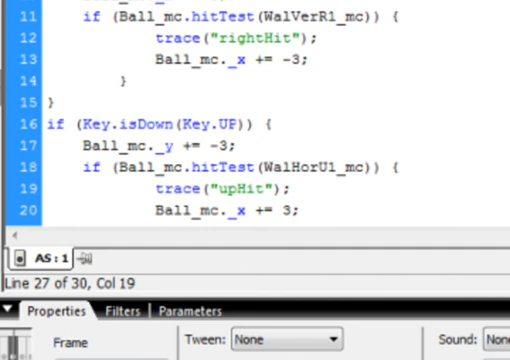 11 if (Ball_mc.hitTest(WalVerR1_mc)) {
12 trace("rightHit");
13 Ball_mc._x += -3;
14 }
15 }
16 if (Key.isDown(Key.UP)) {
17 Ball_mc._y += -3;
18 if (Ball_mc.hitTest(WalHorU1_mc)) {
19 trace("upHit");
20 Ball_mc._x += 3;
AS : 1
Line 27 of 30, Col 19
Properties Filters Parameters
Frame Tween: None Sound: Non